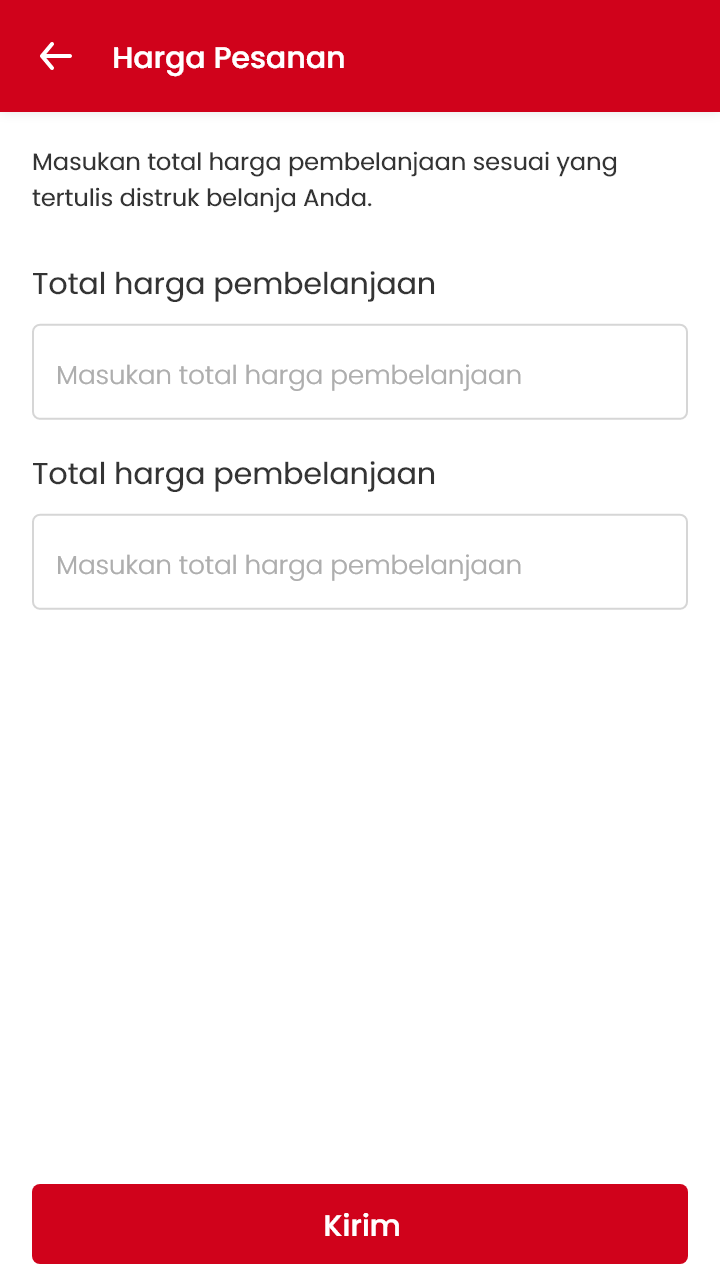 Harga Pesanan
Masukan total harga pembelanjaan sesuai yang
tertulis distruk belanja Anda.
Total harga pembelanjaan
Masukan total harga pembelanjaan
Total harga pembelanjaan
Masukan total harga pembelanjaan
Kirim